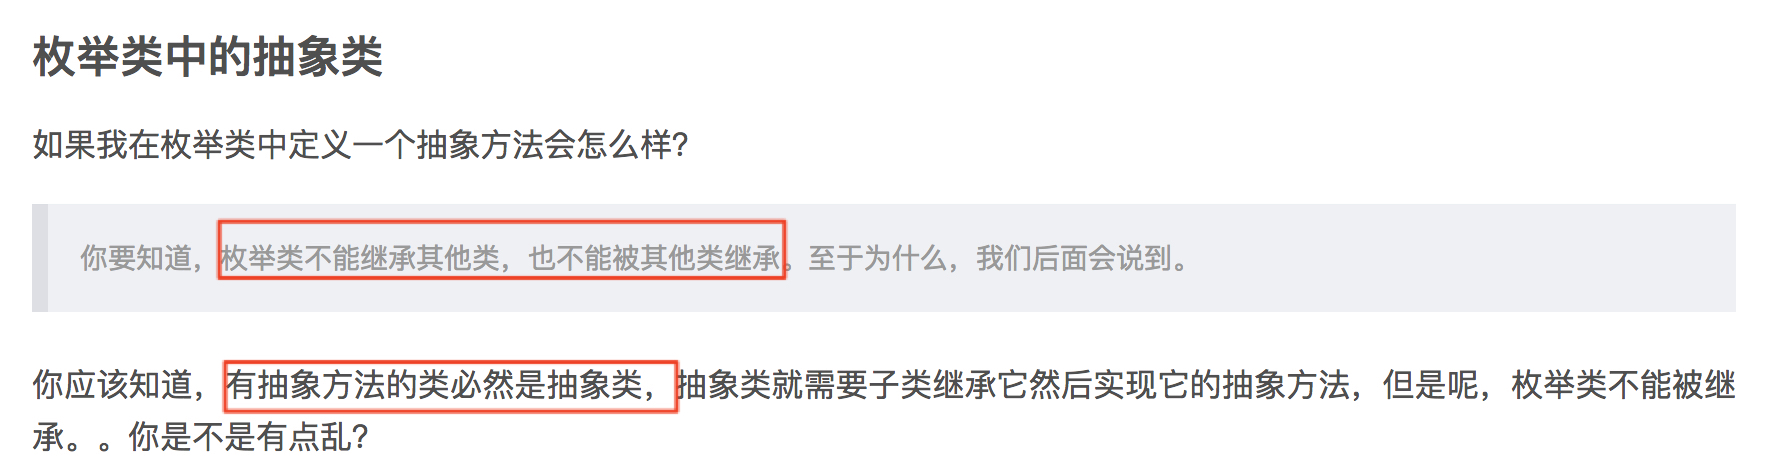 枚举类中的抽象类
如果我在枚举类中定义一个抽象方法会怎么样?
你要知道，枚举类不能继承其他类，也不能被其他类继承。至于为什么，我们后面会说到。
你应该知道，有抽象方法的类必然是抽象类，抽象类就需要子类继承它然后实现它的抽象方法，但是呢，枚举类不能被继
承。。你是不是有点乱?